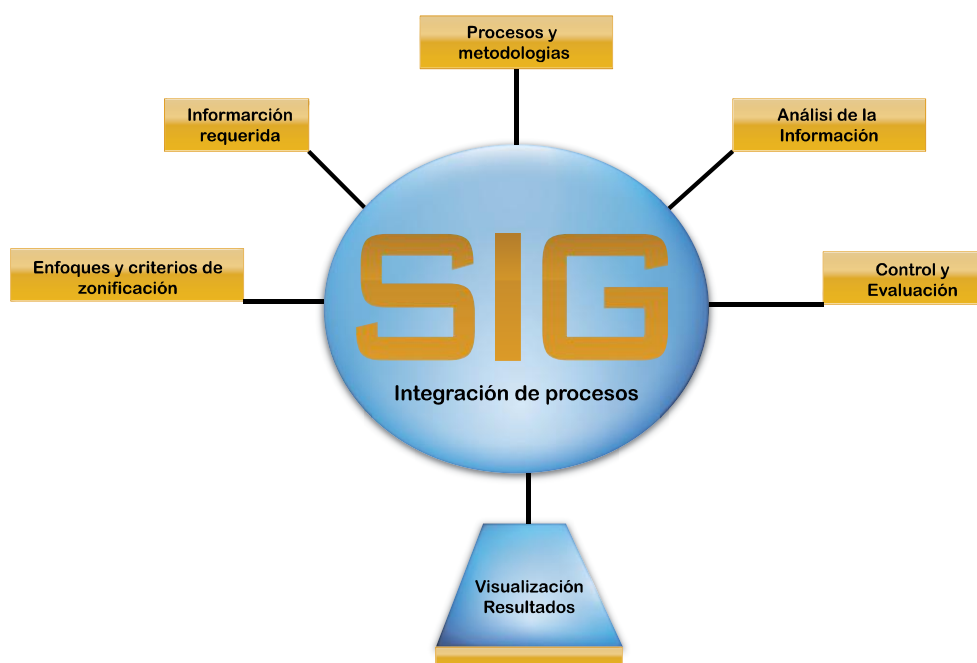 Procesos y
metodologias
Informarción
requerida
Análisi de la
Información
Enfoques y criterios de
zonificación
Control y
Evaluación
SIG
Integración de procesos
Visualización
Resultados